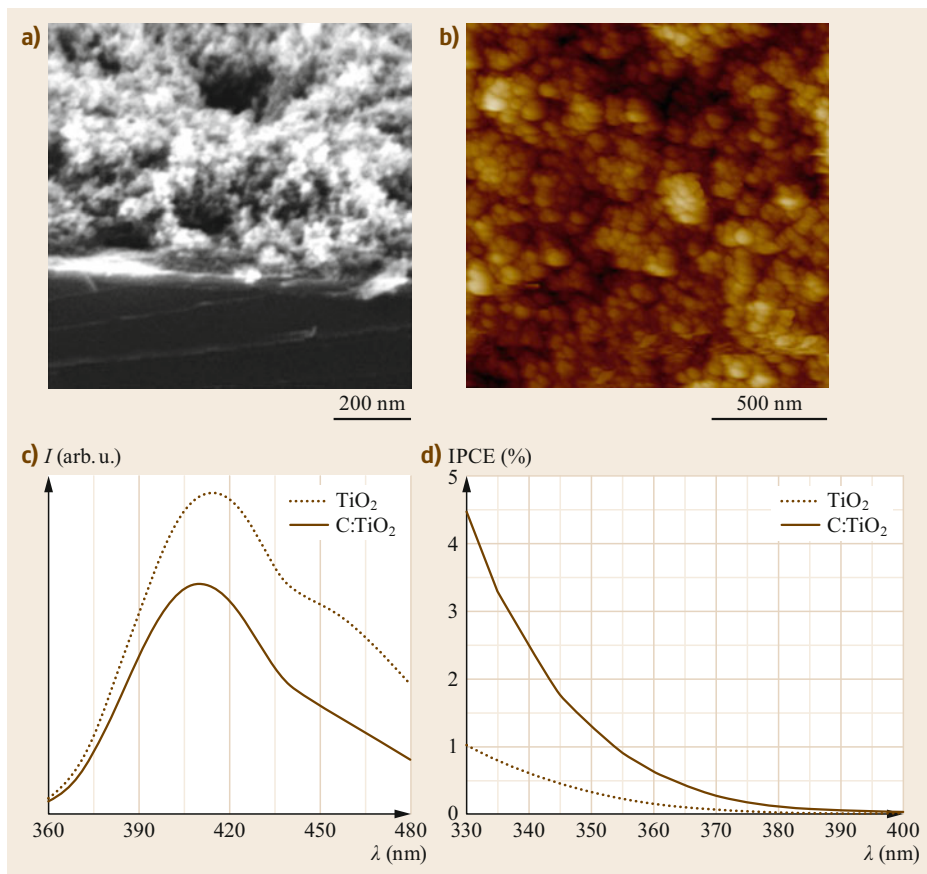 a)
b)
200 nm
500 nm
c) I (arb. u.)
TiO₂
C:TiO₂
360 390 420 450 480
λ (nm)
d) IPCE (%)
5
4
3
2
1
0
TiO₂
C:TiO₂
330 340 350 360 370 380 390 400
λ (nm)